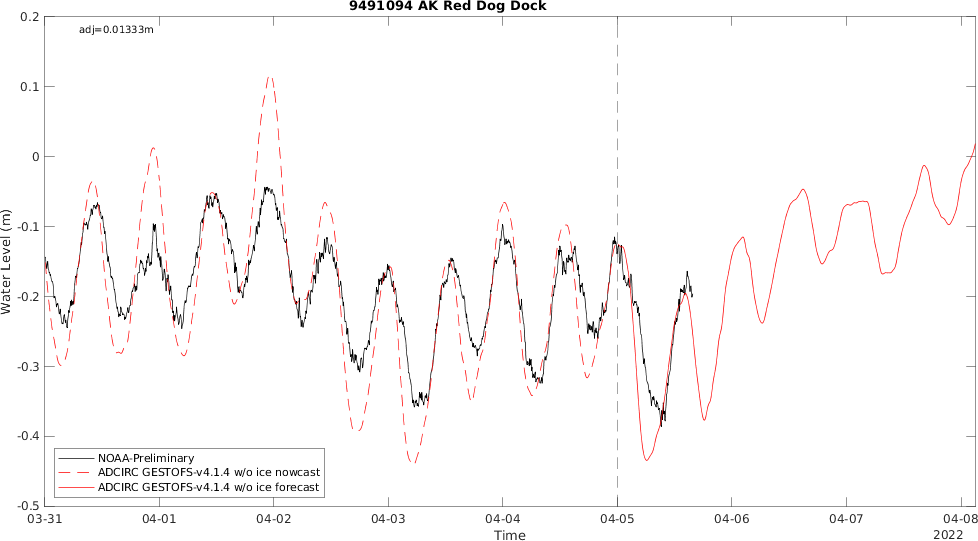 9491094 AK Red Dog Dock
adj=0.01333m
0.2
0.1
0
-0.1
-0.2
-0.3
-0.4
-0.5
Water Level (m)
NOAA-Preliminary
ADCIRC GESTOFS-v4.1.4 w/o ice nowcast
ADCIRC GESTOFS-v4.1.4 w/o ice forecast
03-31 04-01 04-02 04-03 04-04 04-05 04-06 04-07 04-08
Time
2022